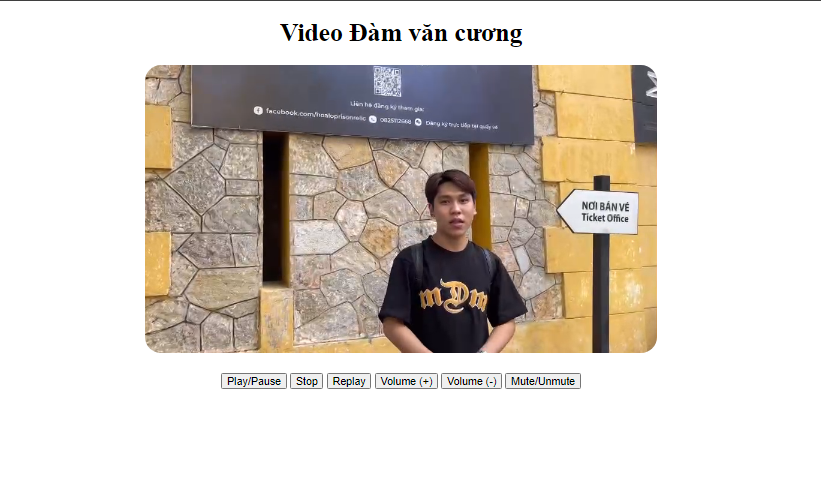 Video Đàm văn cương
Liên hệ đăng ký tham gia:
facebook.com/hoaloprisonrelic 0825112668 Đăng ký trực tiếp tại quầy vé
NƠI BÁN VÉ
Ticket Office
mDm
Play/Pause Stop Replay Volume (+) Volume (-) Mute/Unmute